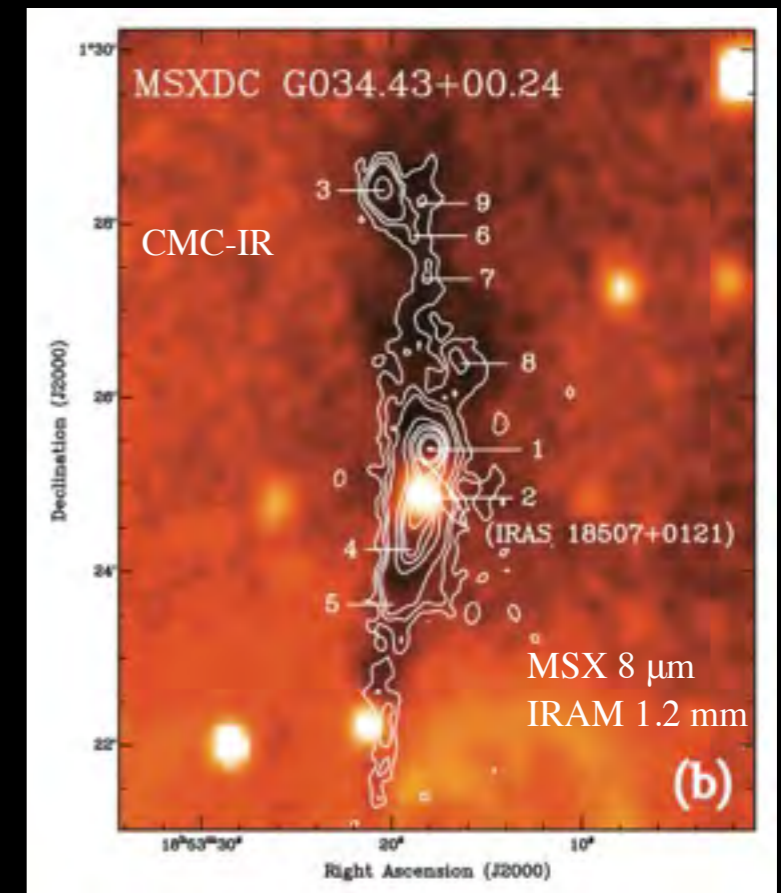 1°30'
MSXDC G034.43+00.24
3
9
28'
CMC-IR
6
7
8
26'
1
2
(IRAS 18507+0121)
4
24'
5
MSX 8 μm
IRAM 1.2 mm
22'
(b)
18ʰ53ᵐ30ˢ
20ˢ
10ˢ
Right Ascension (J2000)
Declination (J2000)